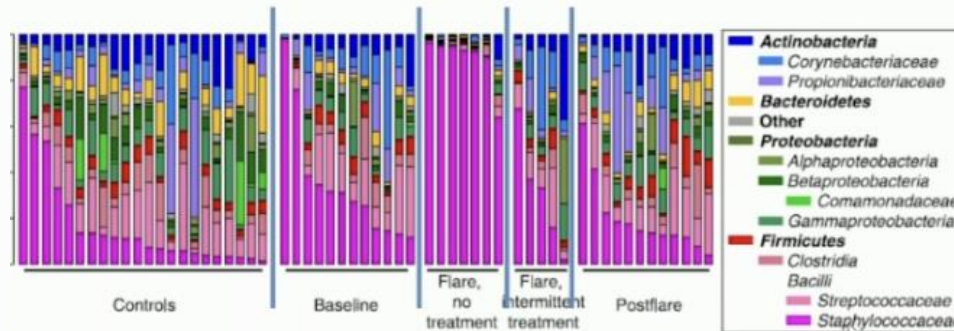 Actinobacteria
Corynebacteriaceae
Propionibacteriaceae
Bacteroidetes
Other
Proteobacteria
Alphaproteobacteria
Betaproteobacteria
Comamonadaceae
Gammaproteobacteria
Firmicutes
Clostridia
Bacilli
Streptococcaceae
Staphylococcaceae
Controls
Baseline
Flare,
no
treatment
Flare,
intermittent
treatment
Postflare